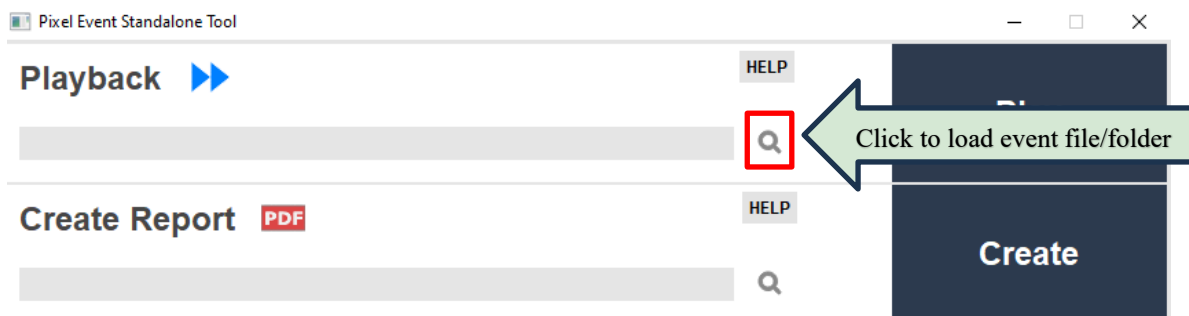 Pixel Event Standalone Tool
Playback
HELP
Click to load event file/folder
Create Report
PDF
HELP
Create